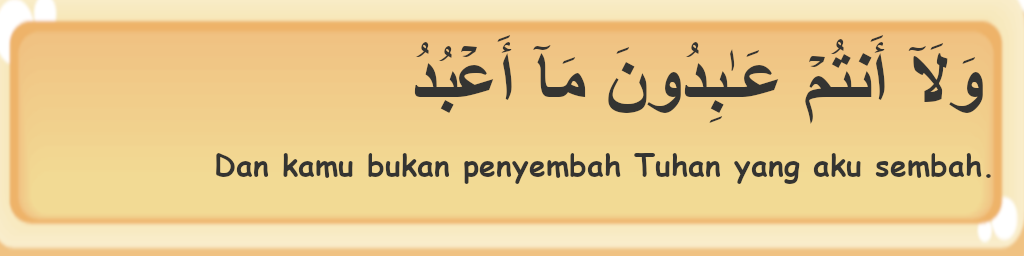 وَلَآ أَنتُمْ عَـٰبِدُونَ مَآ أَعْبُدُ
Dan kamu bukan penyembah Tuhan yang aku sembah.